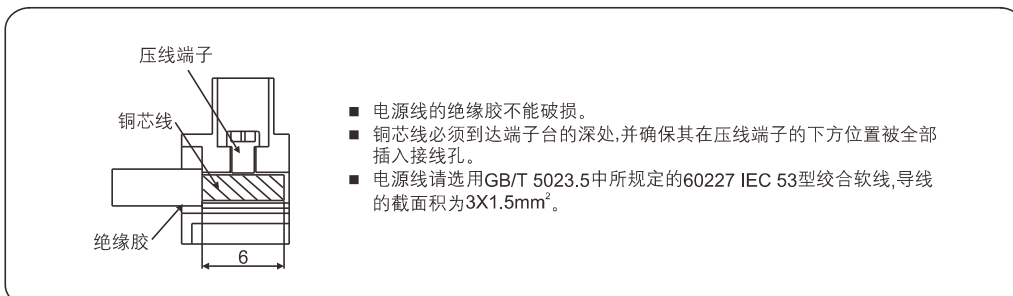 压线端子
铜芯线
绝缘胶
6
■ 电源线的绝缘胶不能破损。
■ 铜芯线必须到达端子台的深处,并确保其在压线端子的下方位置被全部
插入接线孔。
■ 电源线请选用GB/T 5023.5中所规定的60227 IEC 53型绞合软线,导线
的截面积为3X1.5mm²。